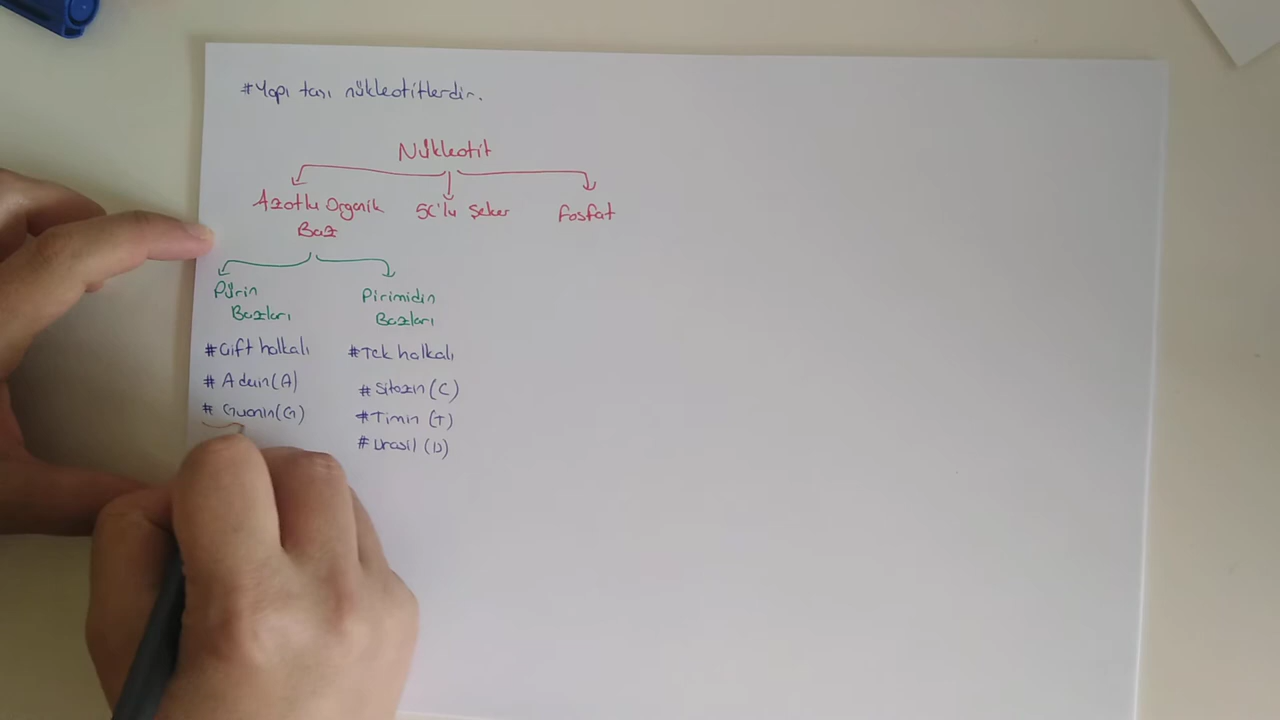 #Yapı taşı nükleotitlerdir.
Nükleotit
Azotlu Organik
Baz
5C'lu Şeker
Fosfat
Pürin
Bazları
#Çift halkalı
#Adenin(A)
#Guanin(G)
Pirimidin
Bazları
#Tek halkalı
#Sitozin(C)
#Timin (T)
#Urasil (U)